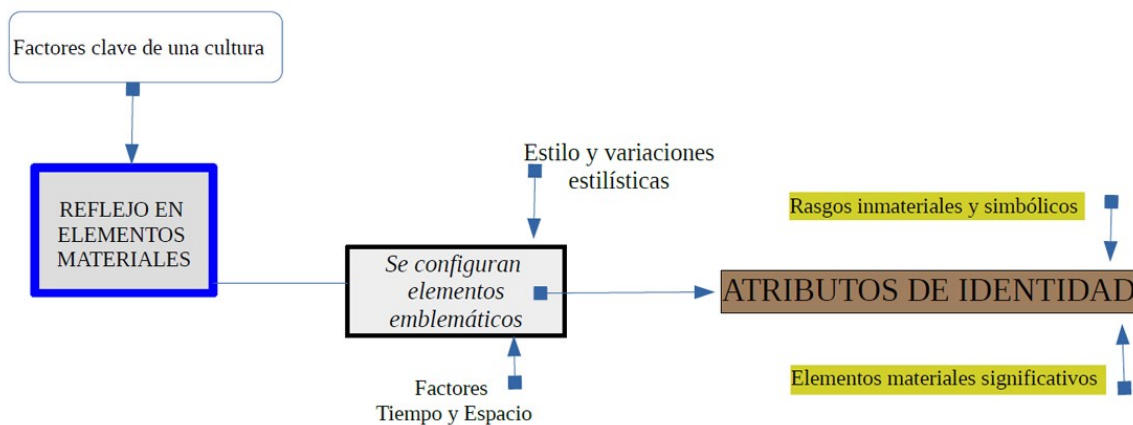 Factores clave de una cultura
REFLEJO EN
ELEMENTOS
MATERIALES
Estilo y variaciones
estilísticas
Se configuran
elementos
emblemáticos
Factores
Tiempo y Espacio
Rasgos inmateriales y simbólicos
ATRIBUTOS DE IDENTIDAD
Elementos materiales significativos